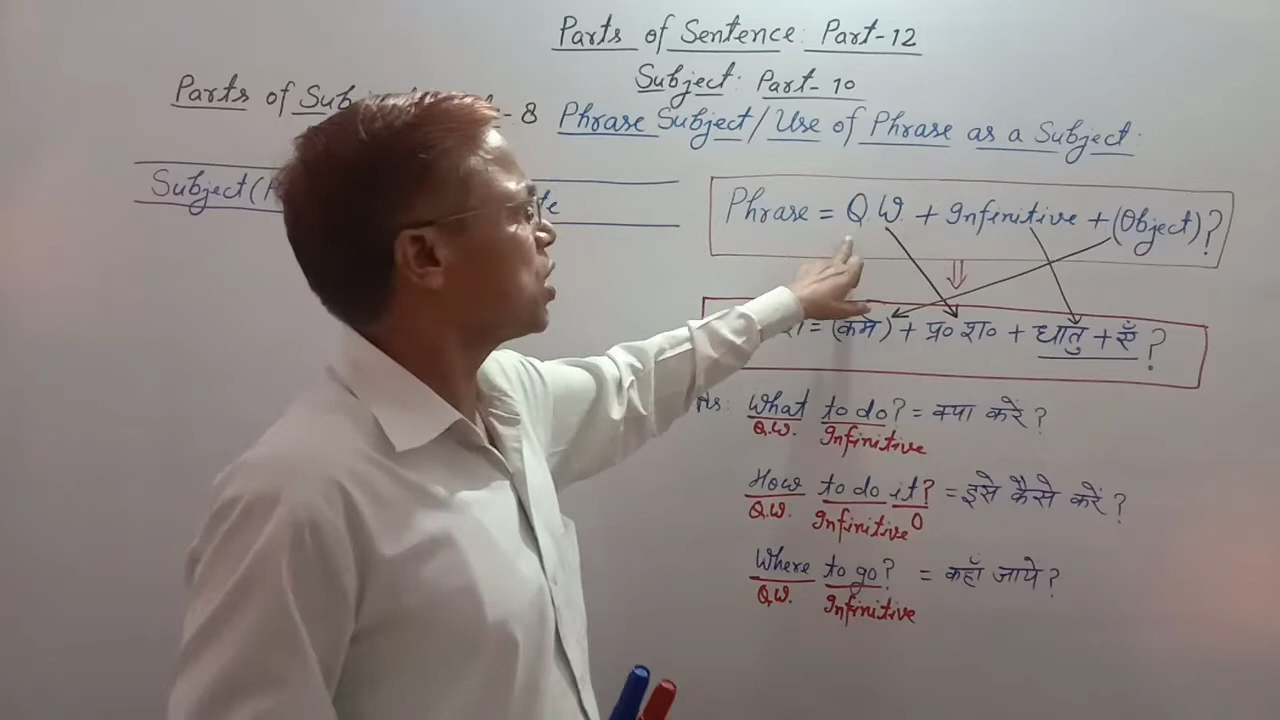 Parts of Sentence: Part-12
Subject: Part-10
Parts of Sub -8
Phrase Subject/Use of Phrase as a Subject.
Subject (P te
Phrase = Q.W. + Infinitive + (Object)?
= (कर्म) + प्र० श० + धातु + एँ ?
What to do? = क्या करें ?
Q.W. Infinitive
How to do it? = इसे कैसे करें ?
Q.W. Infinitive O
Where to go? = कहाँ जाये ?
Q.W. Infinitive